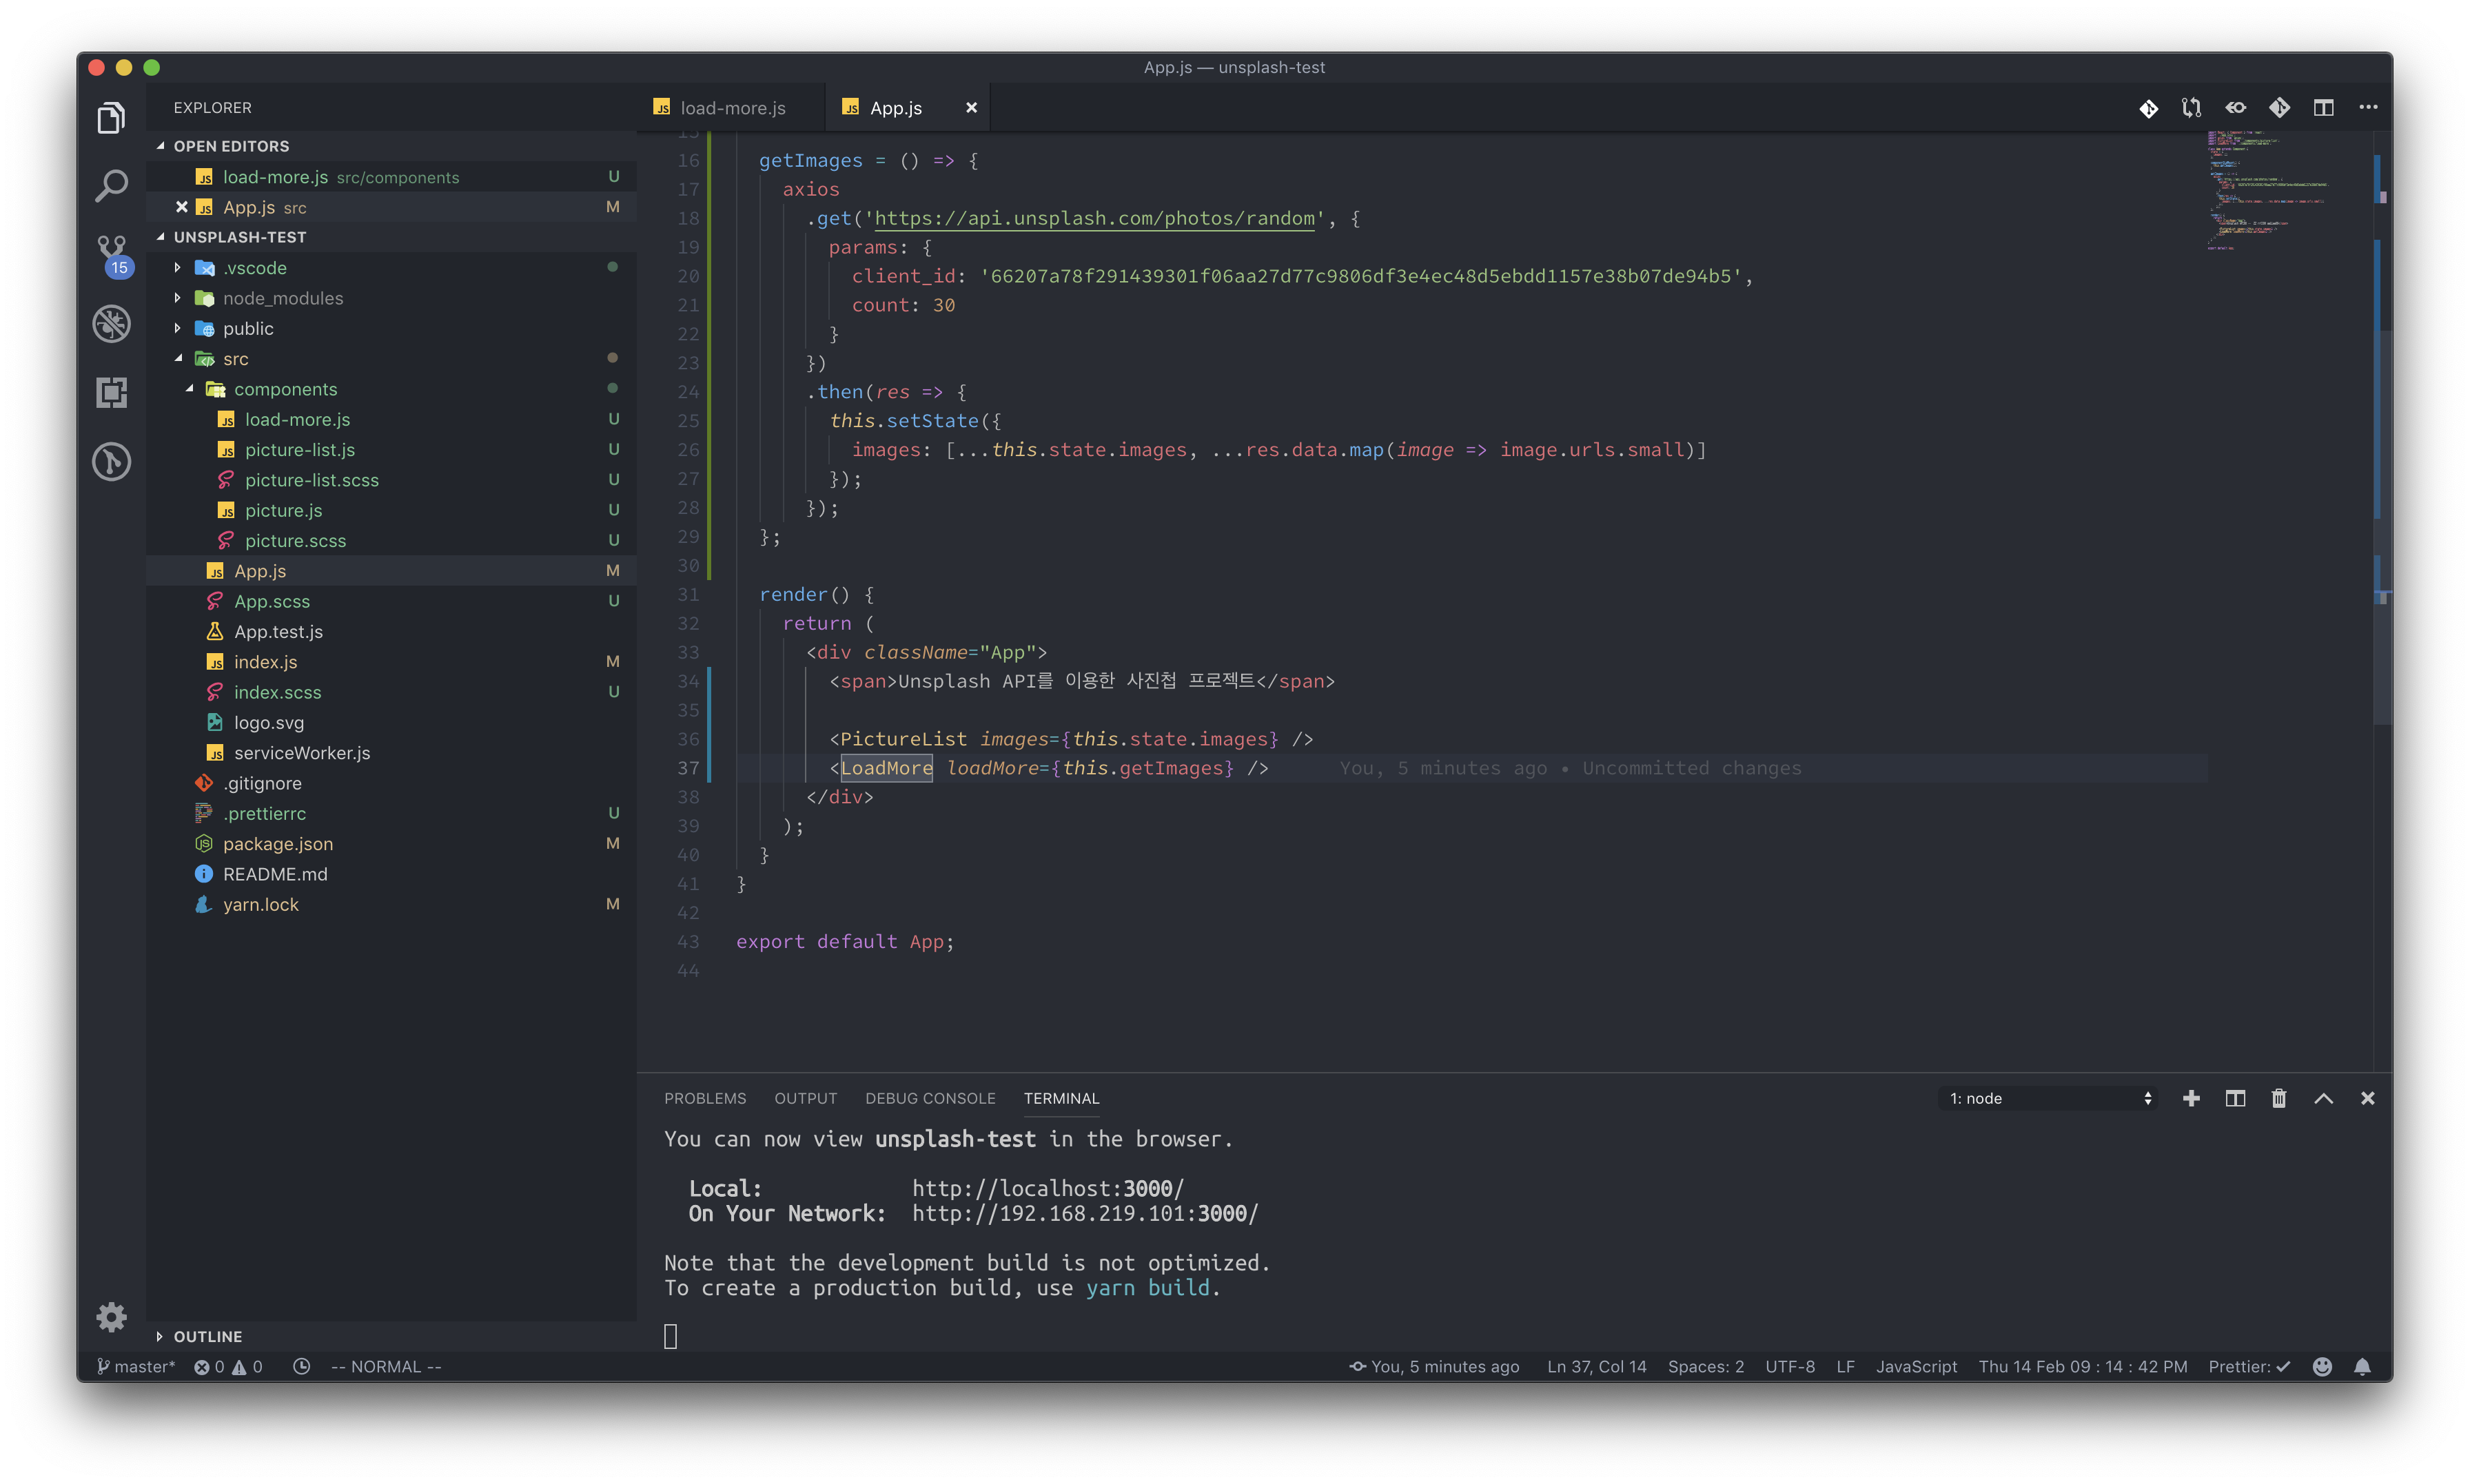 App.js — unsplash-test
EXPLORER
OPEN EDITORS
load-more.js src/components U
App.js src M
UNSPLASH-TEST
.vscode
node_modules
public
src
components
load-more.js U
picture-list.js U
picture-list.scss U
picture.js U
picture.scss U
App.js M
App.scss U
App.test.js
index.js M
index.scss U
logo.svg
serviceWorker.js
.gitignore
.prettierrc U
package.json M
README.md
yarn.lock M
OUTLINE
15
load-more.js
App.js
15
16 getImages = () => {
17 axios
18 .get('https://api.unsplash.com/photos/random', {
19 params: {
20 client_id: '66207a78f291439301f06aa27d77c9806df3e4ec48d5ebdd1157e38b07de94b5',
21 count: 30
22 }
23 })
24 .then(res => {
25 this.setState({
26 images: [...this.state.images, ...res.data.map(image => image.urls.small)]
27 });
28 });
29 };
30
31 render() {
32 return (
33 <div className="App">
34 <span>Unsplash API를 이용한 사진첩 프로젝트</span>
35
36 <PictureList images={this.state.images} />
37 <LoadMore loadMore={this.getImages} /> You, 5 minutes ago • Uncommitted changes
38 </div>
39 );
40 }
41 }
42
43 export default App;
44
PROBLEMS OUTPUT DEBUG CONSOLE TERMINAL 1: node
You can now view unsplash-test in the browser.
Local: http://localhost:3000/
On Your Network: http://192.168.219.101:3000/
Note that the development build is not optimized.
To create a production build, use yarn build.
master* 0 0 -- NORMAL -- You, 5 minutes ago Ln 37, Col 14 Spaces: 2 UTF-8 LF JavaScript Thu 14 Feb 09 : 14 : 42 PM Prettier: ✓